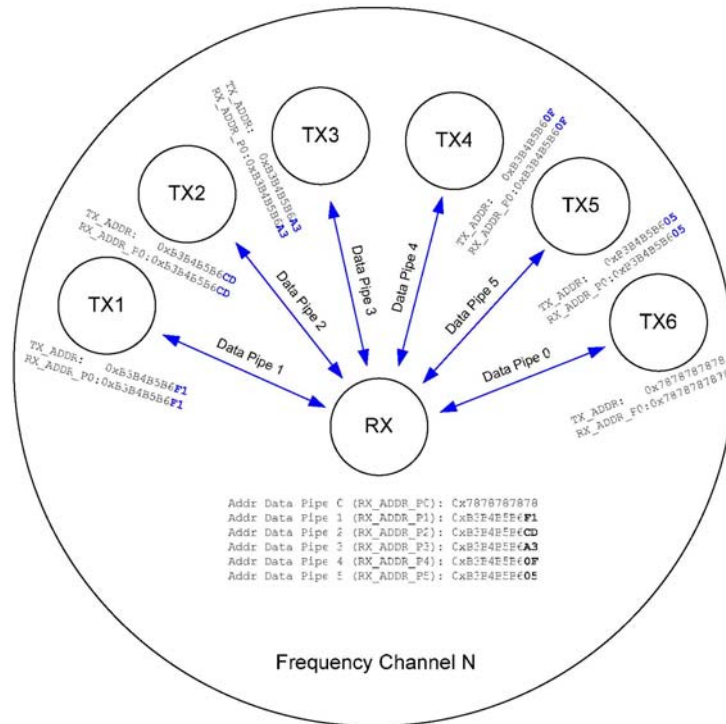 TX3
TX4
TX_ADDR: 0xB3B4B5B6A3
RX_ADDR_P0:0xB3B4B5B6A3
TX_ADDR: 0xB3B4B5B60F
RX_ADDR_P0:0xB3B4B5B60F
TX2
TX5
TX_ADDR: 0xB3B4B5B6CD
RX_ADDR_P0:0xB3B4B5B6CD
TX_ADDR: 0xB3B4B5B605
RX_ADDR_P0:0xB3B4B5B605
TX1
TX6
TX_ADDR: 0xB3B4B5B6F1
RX_ADDR_P0:0xB3B4B5B6F1
TX_ADDR: 0x7878787878
RX_ADDR_P0:0x7878787878
Data Pipe 1
Data Pipe 2
Data Pipe 3
Data Pipe 4
Data Pipe 5
Data Pipe 0
RX
Addr Data Pipe 0 (RX_ADDR_P0): 0x7878787878
Addr Data Pipe 1 (RX_ADDR_P1): 0xB3B4B5B6F1
Addr Data Pipe 2 (RX_ADDR_P2): 0xB3B4B5B6CD
Addr Data Pipe 3 (RX_ADDR_P3): 0xB3B4B5B6A3
Addr Data Pipe 4 (RX_ADDR_P4): 0xB3B4B5B60F
Addr Data Pipe 5 (RX_ADDR_P5): 0xB3B4B5B605
Frequency Channel N